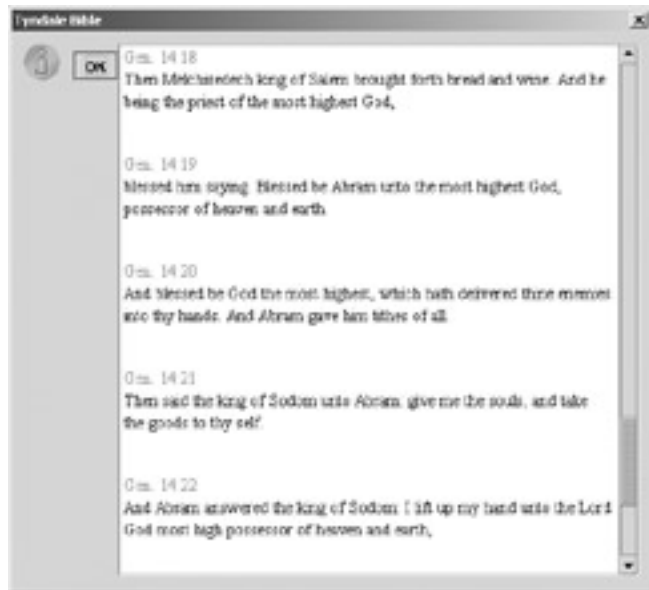 Tyndale Bible
OK
Gen. 14 18
Then Melchisedech king of Salem brought forth bread and wine. And he
being the priest of the most highest God,
Gen. 14 19
blessed him saying. Blessed be Abram unto the most highest God,
possessor of heaven and earth.
Gen. 14 20
And blessed be God the most highest, which hath delivered thine enemies
into thy hands. And Abram gave him tithes of all.
Gen. 14 21
Then said the king of Sodom unto Abram: give me the souls, and take
the goods to thy self.
Gen. 14 22
And Abram answered the king of Sodom: I lift up my hand unto the Lord
God most high possessor of heaven and earth,